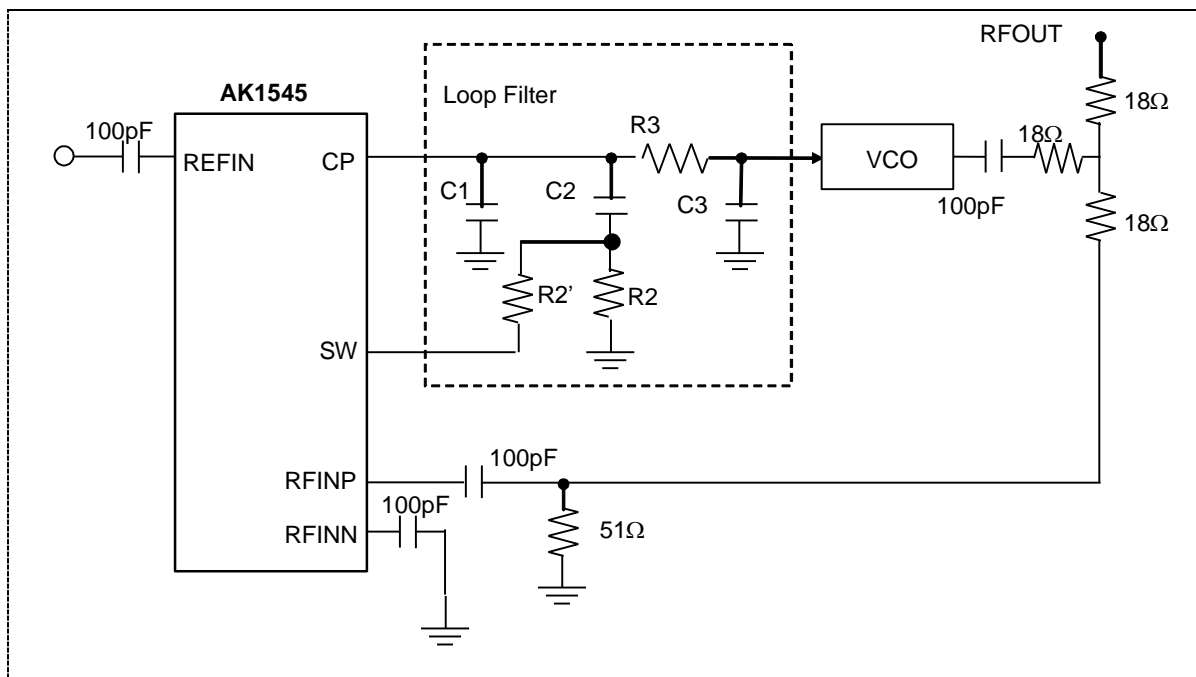 RFOUT
AK1545
Loop Filter
18Ω
100pF
R3
18Ω
REFIN
CP
VCO
C1
C2
C3
100pF
18Ω
R2’
R2
SW
100pF
RFINP
100pF
RFINN
51Ω